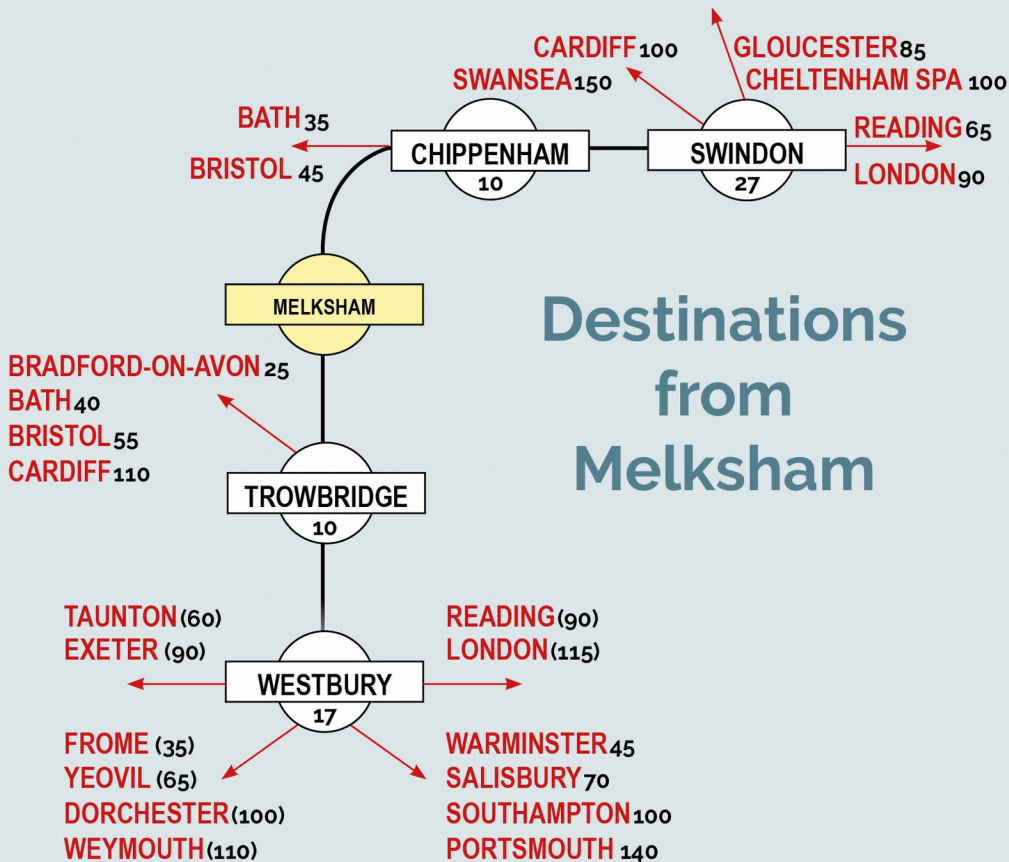 CARDIFF 100
SWANSEA 150
GLOUCESTER 85
CHELTENHAM SPA 100
BATH 35
BRISTOL 45
CHIPPENHAM
10
SWINDON
27
READING 65
LONDON 90
MELKSHAM
Destinations
from
Melksham
BRADFORD-ON-AVON 25
BATH 40
BRISTOL 55
CARDIFF 110
TROWBRIDGE
10
TAUNTON (60)
EXETER (90)
READING (90)
LONDON (115)
WESTBURY
17
FROME (35)
YEOVIL (65)
DORCHESTER (100)
WEYMOUTH (110)
WARMINSTER 45
SALISBURY 70
SOUTHAMPTON 100
PORTSMOUTH 140